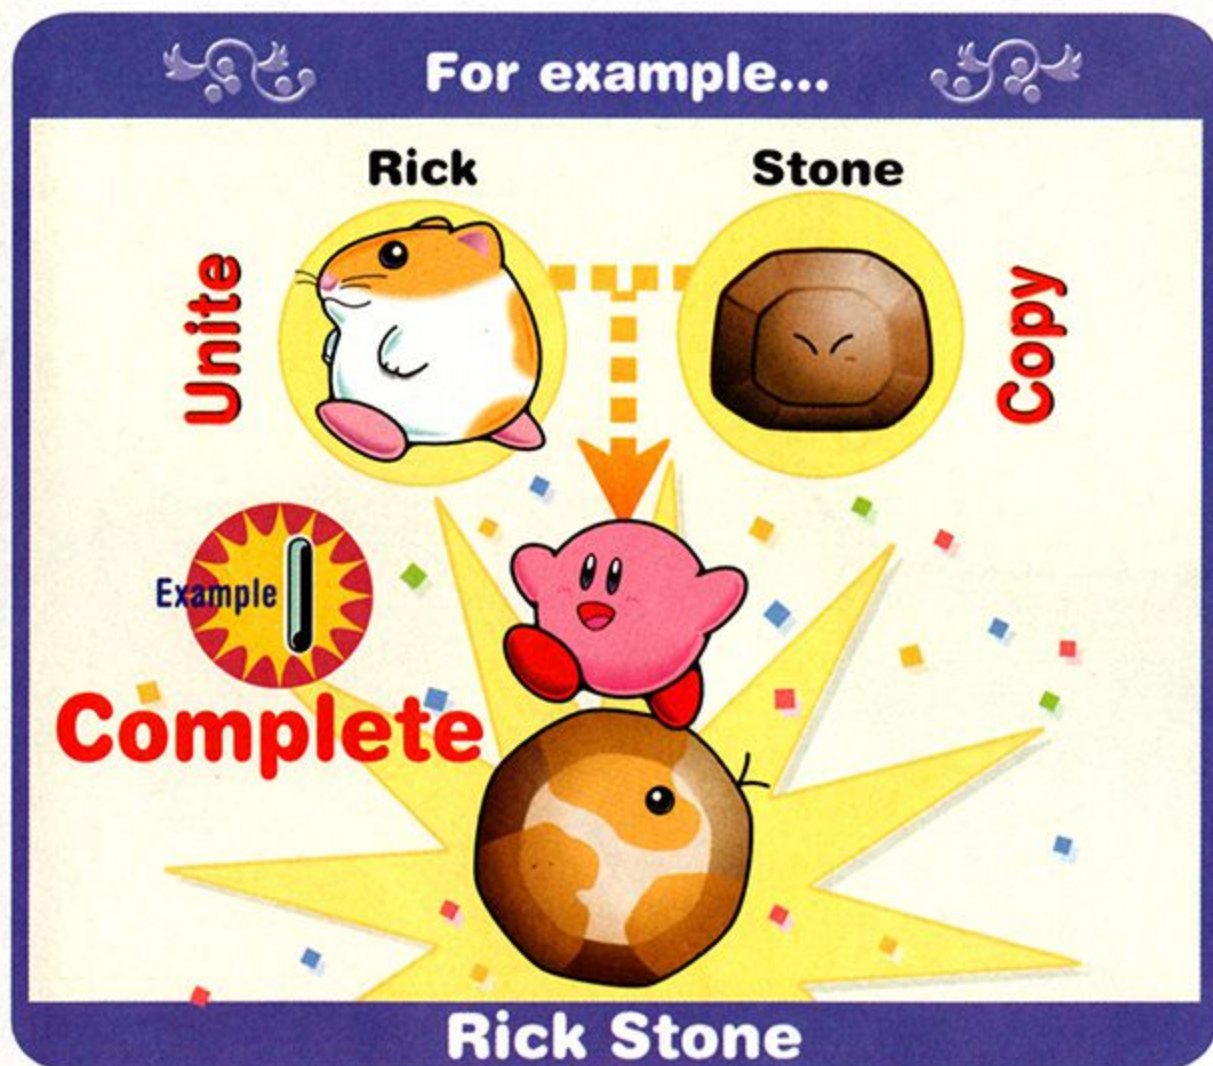 For example...
Rick
Stone
Unite
Copy
Example 1
Complete
Rick Stone